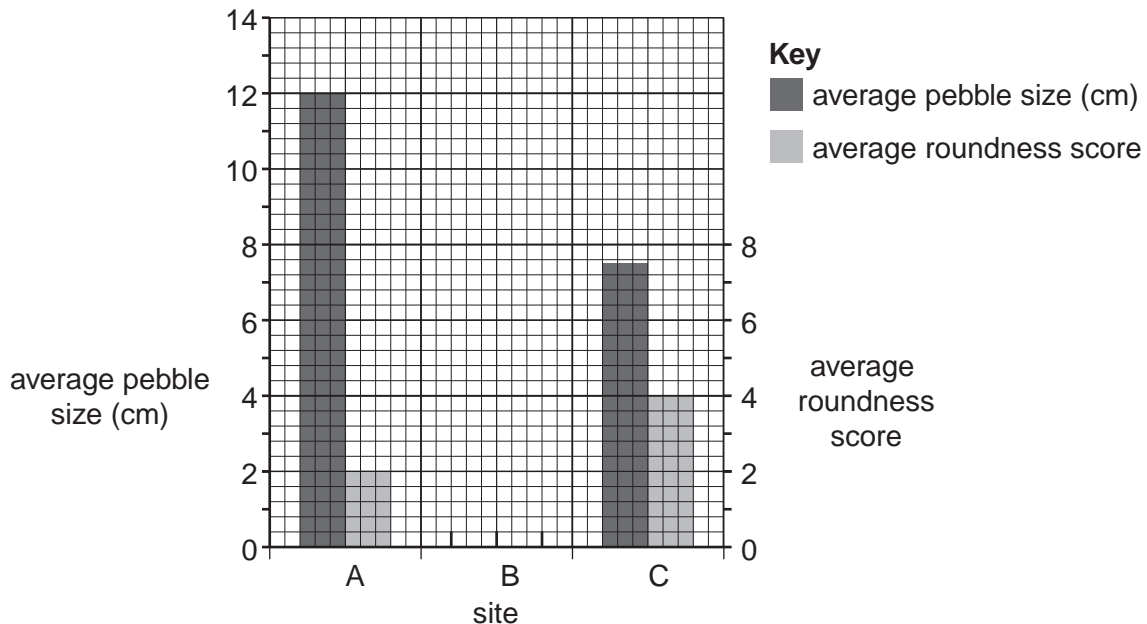 14
12
10
8
6
4
2
0
average pebble
size (cm)
A
B
C
site
8
6
4
2
0
average
roundness
score
Key
average pebble size (cm)
average roundness score